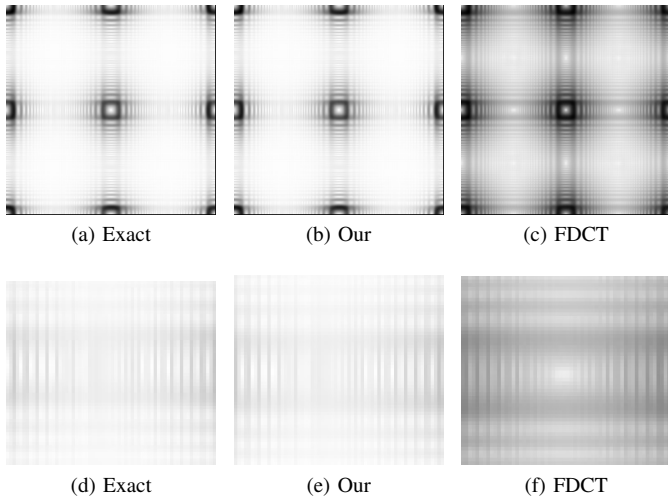 (a) Exact
(b) Our
(c) FDCT
(d) Exact
(e) Our
(f) FDCT